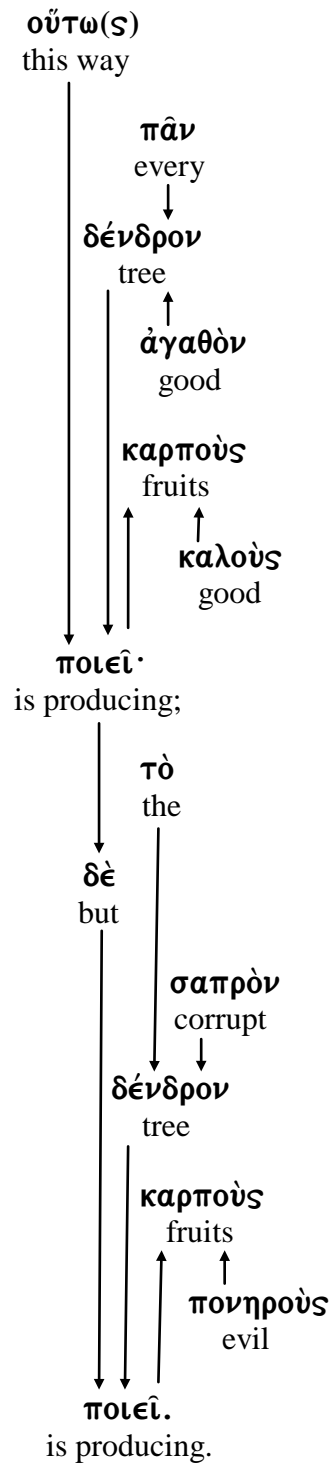 οὕτω(ς)
this way
πᾶν
every
δένδρον
tree
ἀγαθὸν
good
καρποὺς
fruits
καλοὺς
good
ποιεῖ·
is producing;
τὸ
the
δὲ
but
σαπρὸν
corrupt
δένδρον
tree
καρποὺς
fruits
πονηροὺς
evil
ποιεῖ.
is producing.